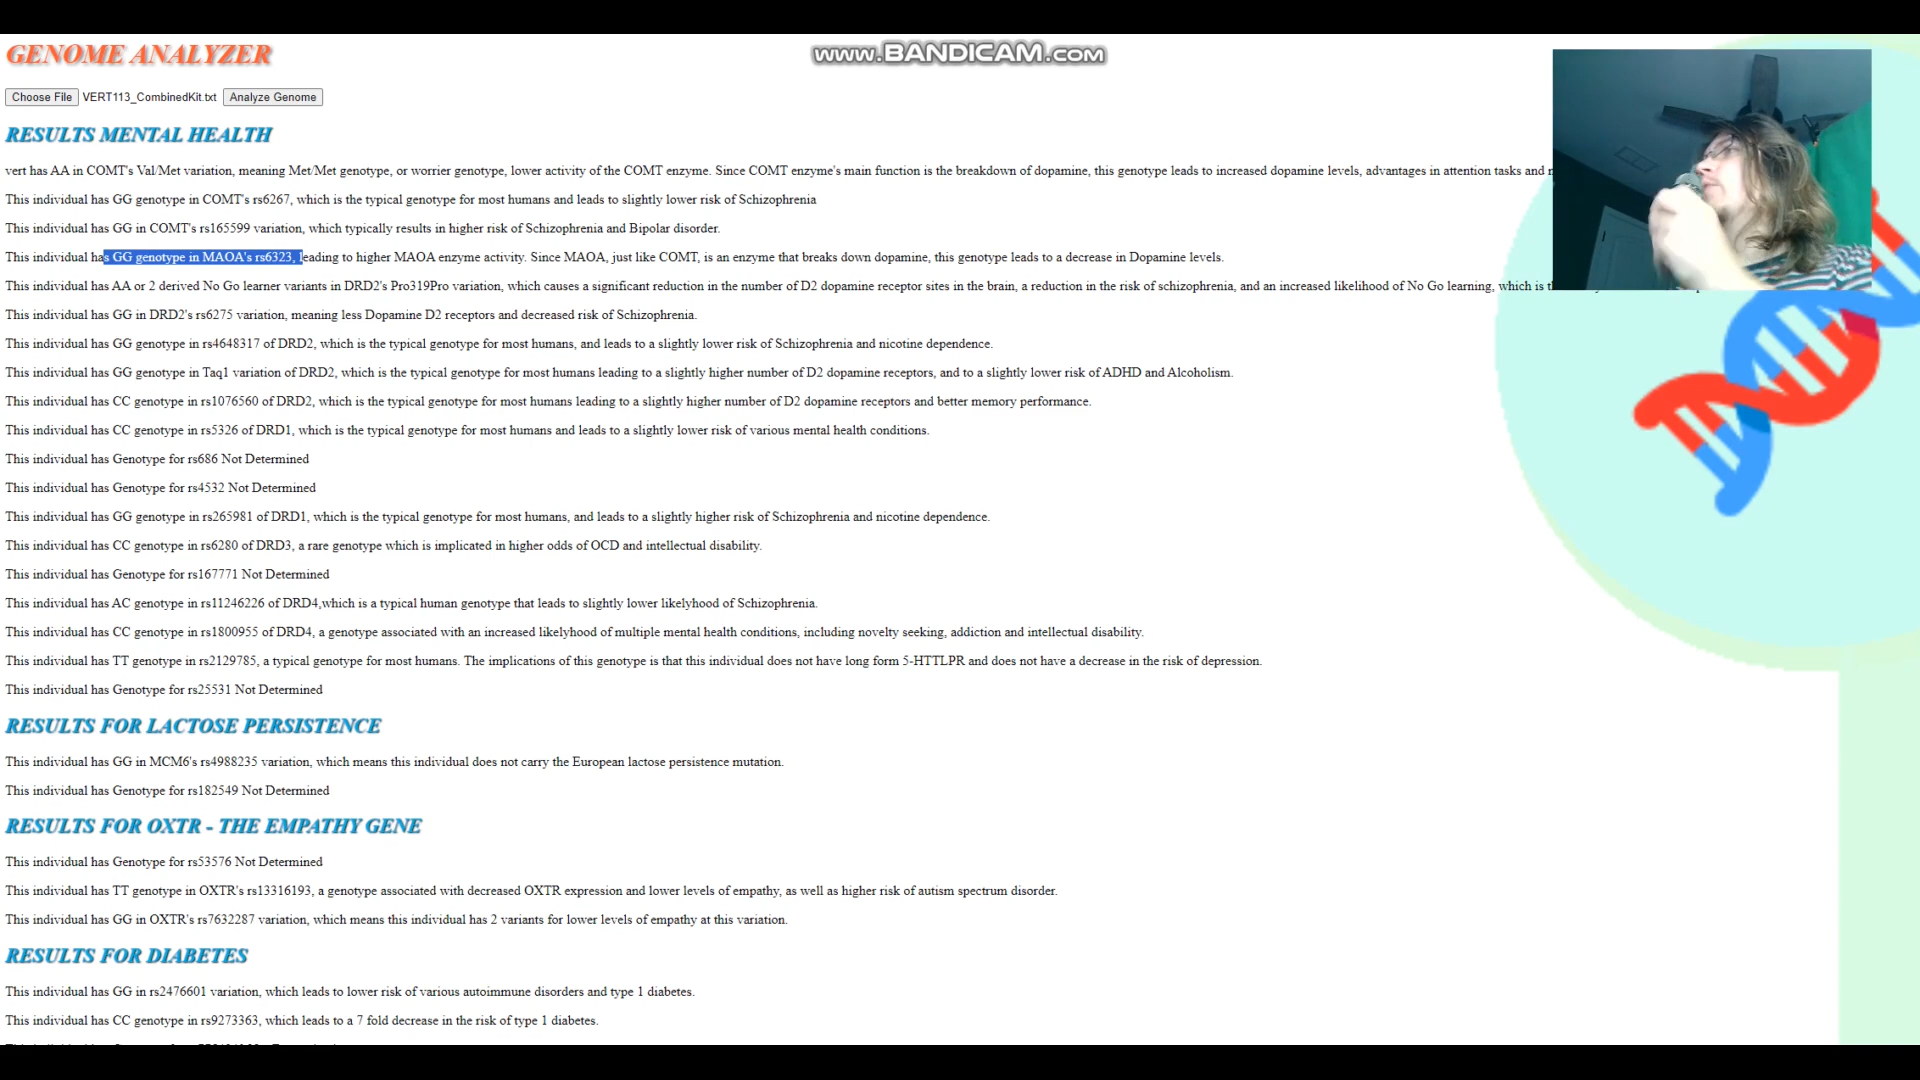 GENOME ANALYZER
www.BANDICAM.com
Choose File VERT113_CombinedKit.txt Analyze Genome
RESULTS MENTAL HEALTH
vert has AA in COMT's Val/Met variation, meaning Met/Met genotype, or worrier genotype, lower activity of the COMT enzyme. Since COMT enzyme's main function is the breakdown of dopamine, this genotype leads to increased dopamine levels, advantages in attention tasks and
This individual has GG genotype in COMT's rs6267, which is the typical genotype for most humans and leads to slightly lower risk of Schizophrenia
This individual has GG in COMT's rs165599 variation, which typically results in higher risk of Schizophrenia and Bipolar disorder.
This individual has GG genotype in MAOA's rs6323, leading to higher MAOA enzyme activity. Since MAOA, just like COMT, is an enzyme that breaks down dopamine, this genotype leads to a decrease in Dopamine levels.
This individual has AA or 2 derived No Go learner variants in DRD2's Pro319Pro variation, which causes a significant reduction in the number of D2 dopamine receptor sites in the brain, a reduction in the risk of schizophrenia, and an increased likelihood of No Go learning, which is
This individual has GG in DRD2's rs6275 variation, meaning less Dopamine D2 receptors and decreased risk of Schizophrenia.
This individual has GG genotype in rs4648317 of DRD2, which is the typical genotype for most humans, and leads to a slightly lower risk of Schizophrenia and nicotine dependence.
This individual has GG genotype in Taq1 variation of DRD2, which is the typical genotype for most humans leading to a slightly higher number of D2 dopamine receptors, and to a slightly lower risk of ADHD and Alcoholism.
This individual has CC genotype in rs1076560 of DRD2, which is the typical genotype for most humans leading to a slightly higher number of D2 dopamine receptors and better memory performance.
This individual has CC genotype in rs5326 of DRD1, which is the typical genotype for most humans and leads to a slightly lower risk of various mental health conditions.
This individual has Genotype for rs686 Not Determined
This individual has Genotype for rs4532 Not Determined
This individual has GG genotype in rs265981 of DRD1, which is the typical genotype for most humans, and leads to a slightly higher risk of Schizophrenia and nicotine dependence.
This individual has CC genotype in rs6280 of DRD3, a rare genotype which is implicated in higher odds of OCD and intellectual disability.
This individual has Genotype for rs167771 Not Determined
This individual has AC genotype in rs11246226 of DRD4,which is a typical human genotype that leads to slightly lower likelyhood of Schizophrenia.
This individual has CC genotype in rs1800955 of DRD4, a genotype associated with an increased likelyhood of multiple mental health conditions, including novelty seeking, addiction and intellectual disability.
This individual has TT genotype in rs2129785, a typical genotype for most humans. The implications of this genotype is that this individual does not have long form 5-HTTLPR and does not have a decrease in the risk of depression.
This individual has Genotype for rs25531 Not Determined
RESULTS FOR LACTOSE PERSISTENCE
This individual has GG in MCM6's rs4988235 variation, which means this individual does not carry the European lactose persistence mutation.
This individual has Genotype for rs182549 Not Determined
RESULTS FOR OXTR - THE EMPATHY GENE
This individual has Genotype for rs53576 Not Determined
This individual has TT genotype in OXTR's rs13316193, a genotype associated with decreased OXTR expression and lower levels of empathy, as well as higher risk of autism spectrum disorder.
This individual has GG in OXTR's rs7632287 variation, which means this individual has 2 variants for lower levels of empathy at this variation.
RESULTS FOR DIABETES
This individual has GG in rs2476601 variation, which leads to lower risk of various autoimmune disorders and type 1 diabetes.
This individual has CC genotype in rs9273363, which leads to a 7 fold decrease in the risk of type 1 diabetes.